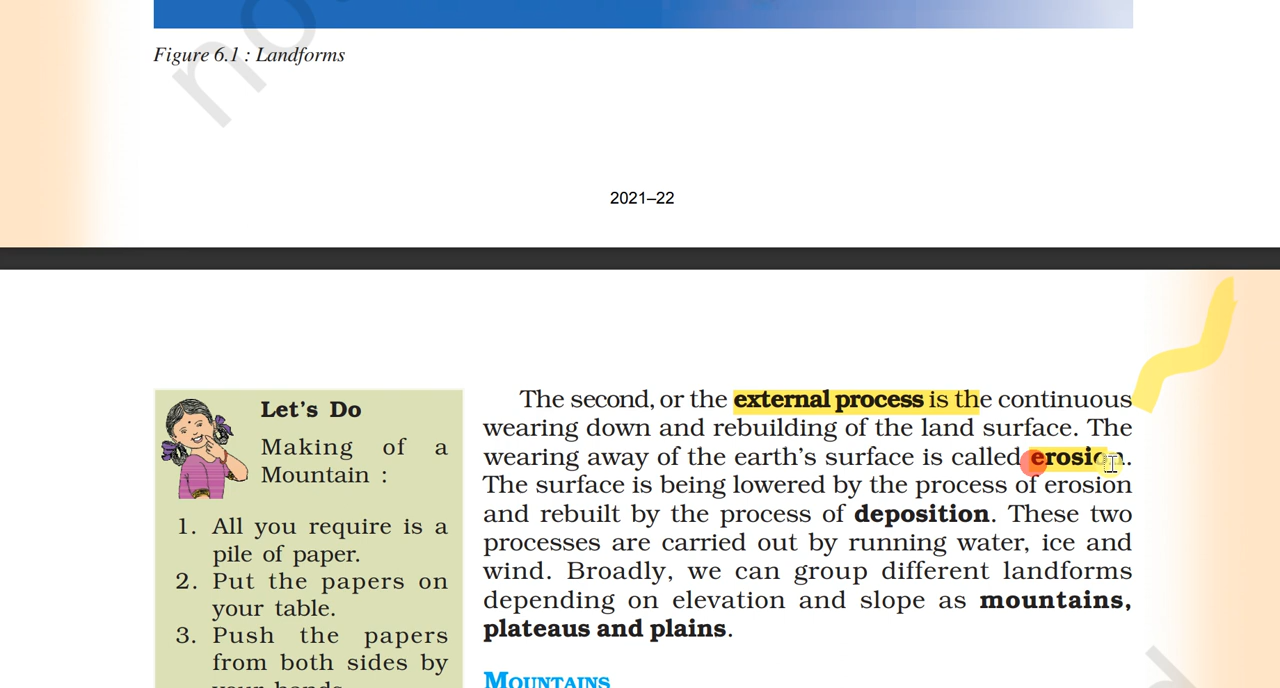 Figure 6.1 : Landforms
2021–22
Let's Do
Making of a
Mountain :
1. All you require is a
pile of paper.
2. Put the papers on
your table.
3. Push the papers
from both sides by
your hands.
The second, or the external process is the continuous
wearing down and rebuilding of the land surface. The
wearing away of the earth's surface is called erosion.
The surface is being lowered by the process of erosion
and rebuilt by the process of deposition. These two
processes are carried out by running water, ice and
wind. Broadly, we can group different landforms
depending on elevation and slope as mountains,
plateaus and plains.
MOUNTAINS